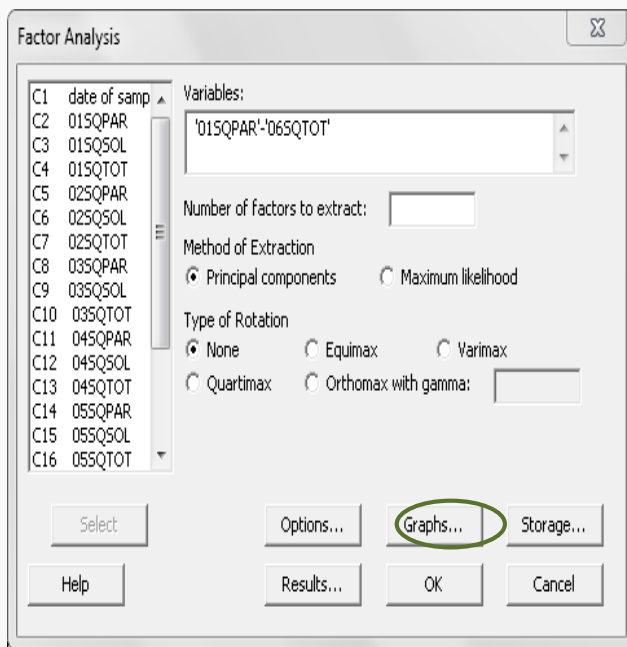 Factor Analysis
C1 date of samp
C2 01SQPAR
C3 01SQSOL
C4 01SQTOT
C5 02SQPAR
C6 02SQSOL
C7 02SQTOT
C8 03SQPAR
C9 03SQSOL
C10 03SQTOT
C11 04SQPAR
C12 04SQSOL
C13 04SQTOT
C14 05SQPAR
C15 05SQSOL
C16 05SQTOT
Variables:
'01SQPAR'-'06SQTOT'
Number of factors to extract:
Method of Extraction
Principal components Maximum likelihood
Type of Rotation
None Equimax Varimax
Quartimax Orthomax with gamma:
Select Options... Graphs... Storage...
Help Results... OK Cancel